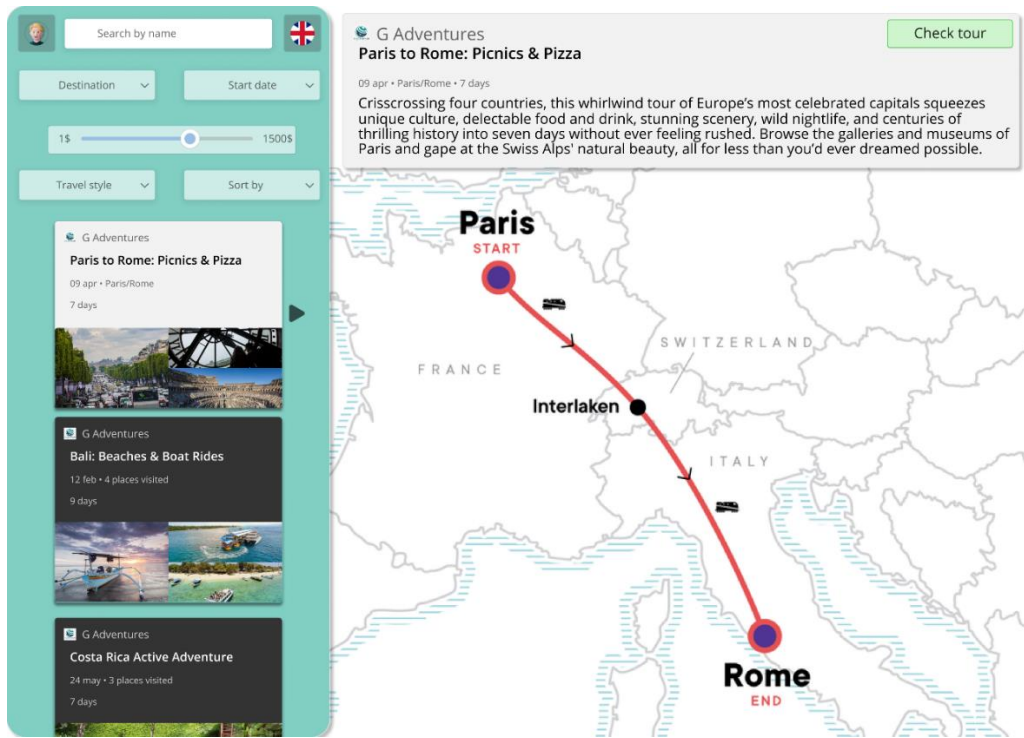 Search by name
Destination
Start date
1$
1500$
Travel style
Sort by
G Adventures
Paris to Rome: Picnics & Pizza
09 apr • Paris/Rome
7 days
G Adventures
Bali: Beaches & Boat Rides
12 feb • 4 places visited
9 days
G Adventures
Costa Rica Active Adventure
24 may • 3 places visited
7 days
G Adventures
Check tour
Paris to Rome: Picnics & Pizza
09 apr • Paris/Rome • 7 days
Crisscrossing four countries, this whirlwind tour of Europe’s most celebrated capitals squeezes
unique culture, delectable food and drink, stunning scenery, wild nightlife, and centuries of
thrilling history into seven days without ever feeling rushed. Browse the galleries and museums of
Paris and gape at the Swiss Alps' natural beauty, all for less than you’d ever dreamed possible.
Paris
START
SWITZERLAND
FRANCE
Interlaken
ITALY
Rome
END